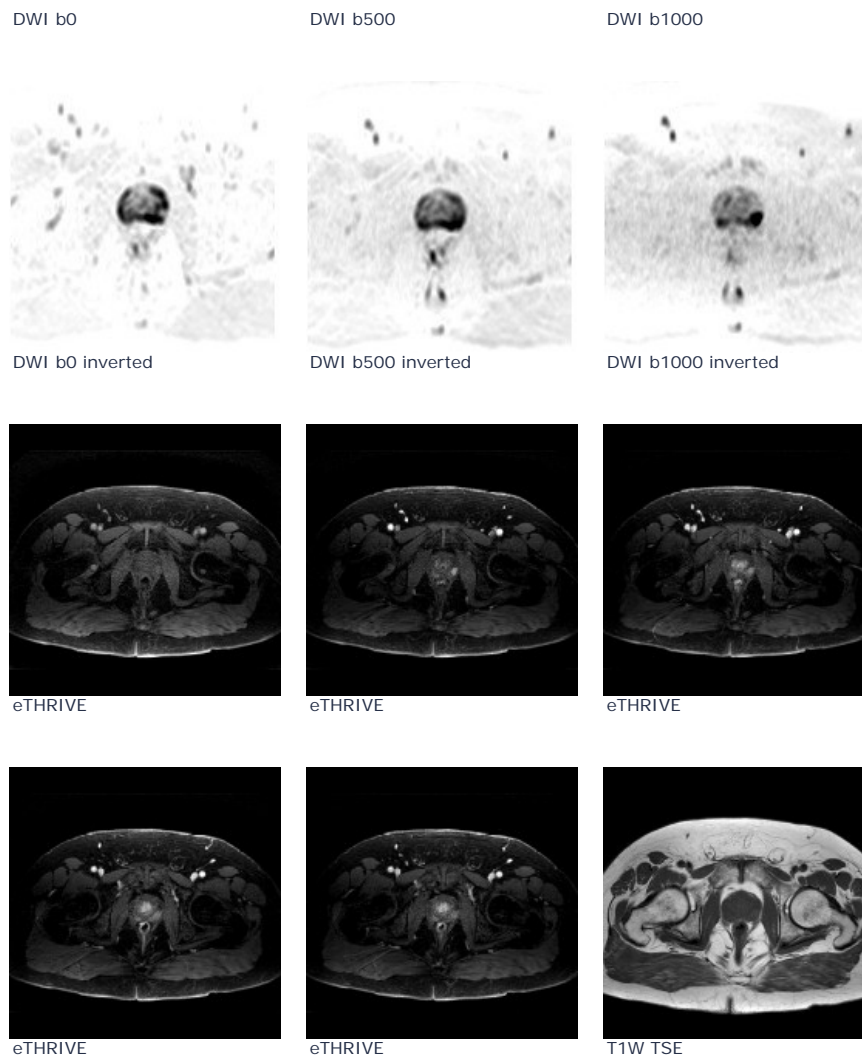 DWI b0 DWI b500 DWI b1000
DWI b0 inverted DWI b500 inverted DWI b1000 inverted
eTHRIVE eTHRIVE eTHRIVE
eTHRIVE eTHRIVE T1W TSE